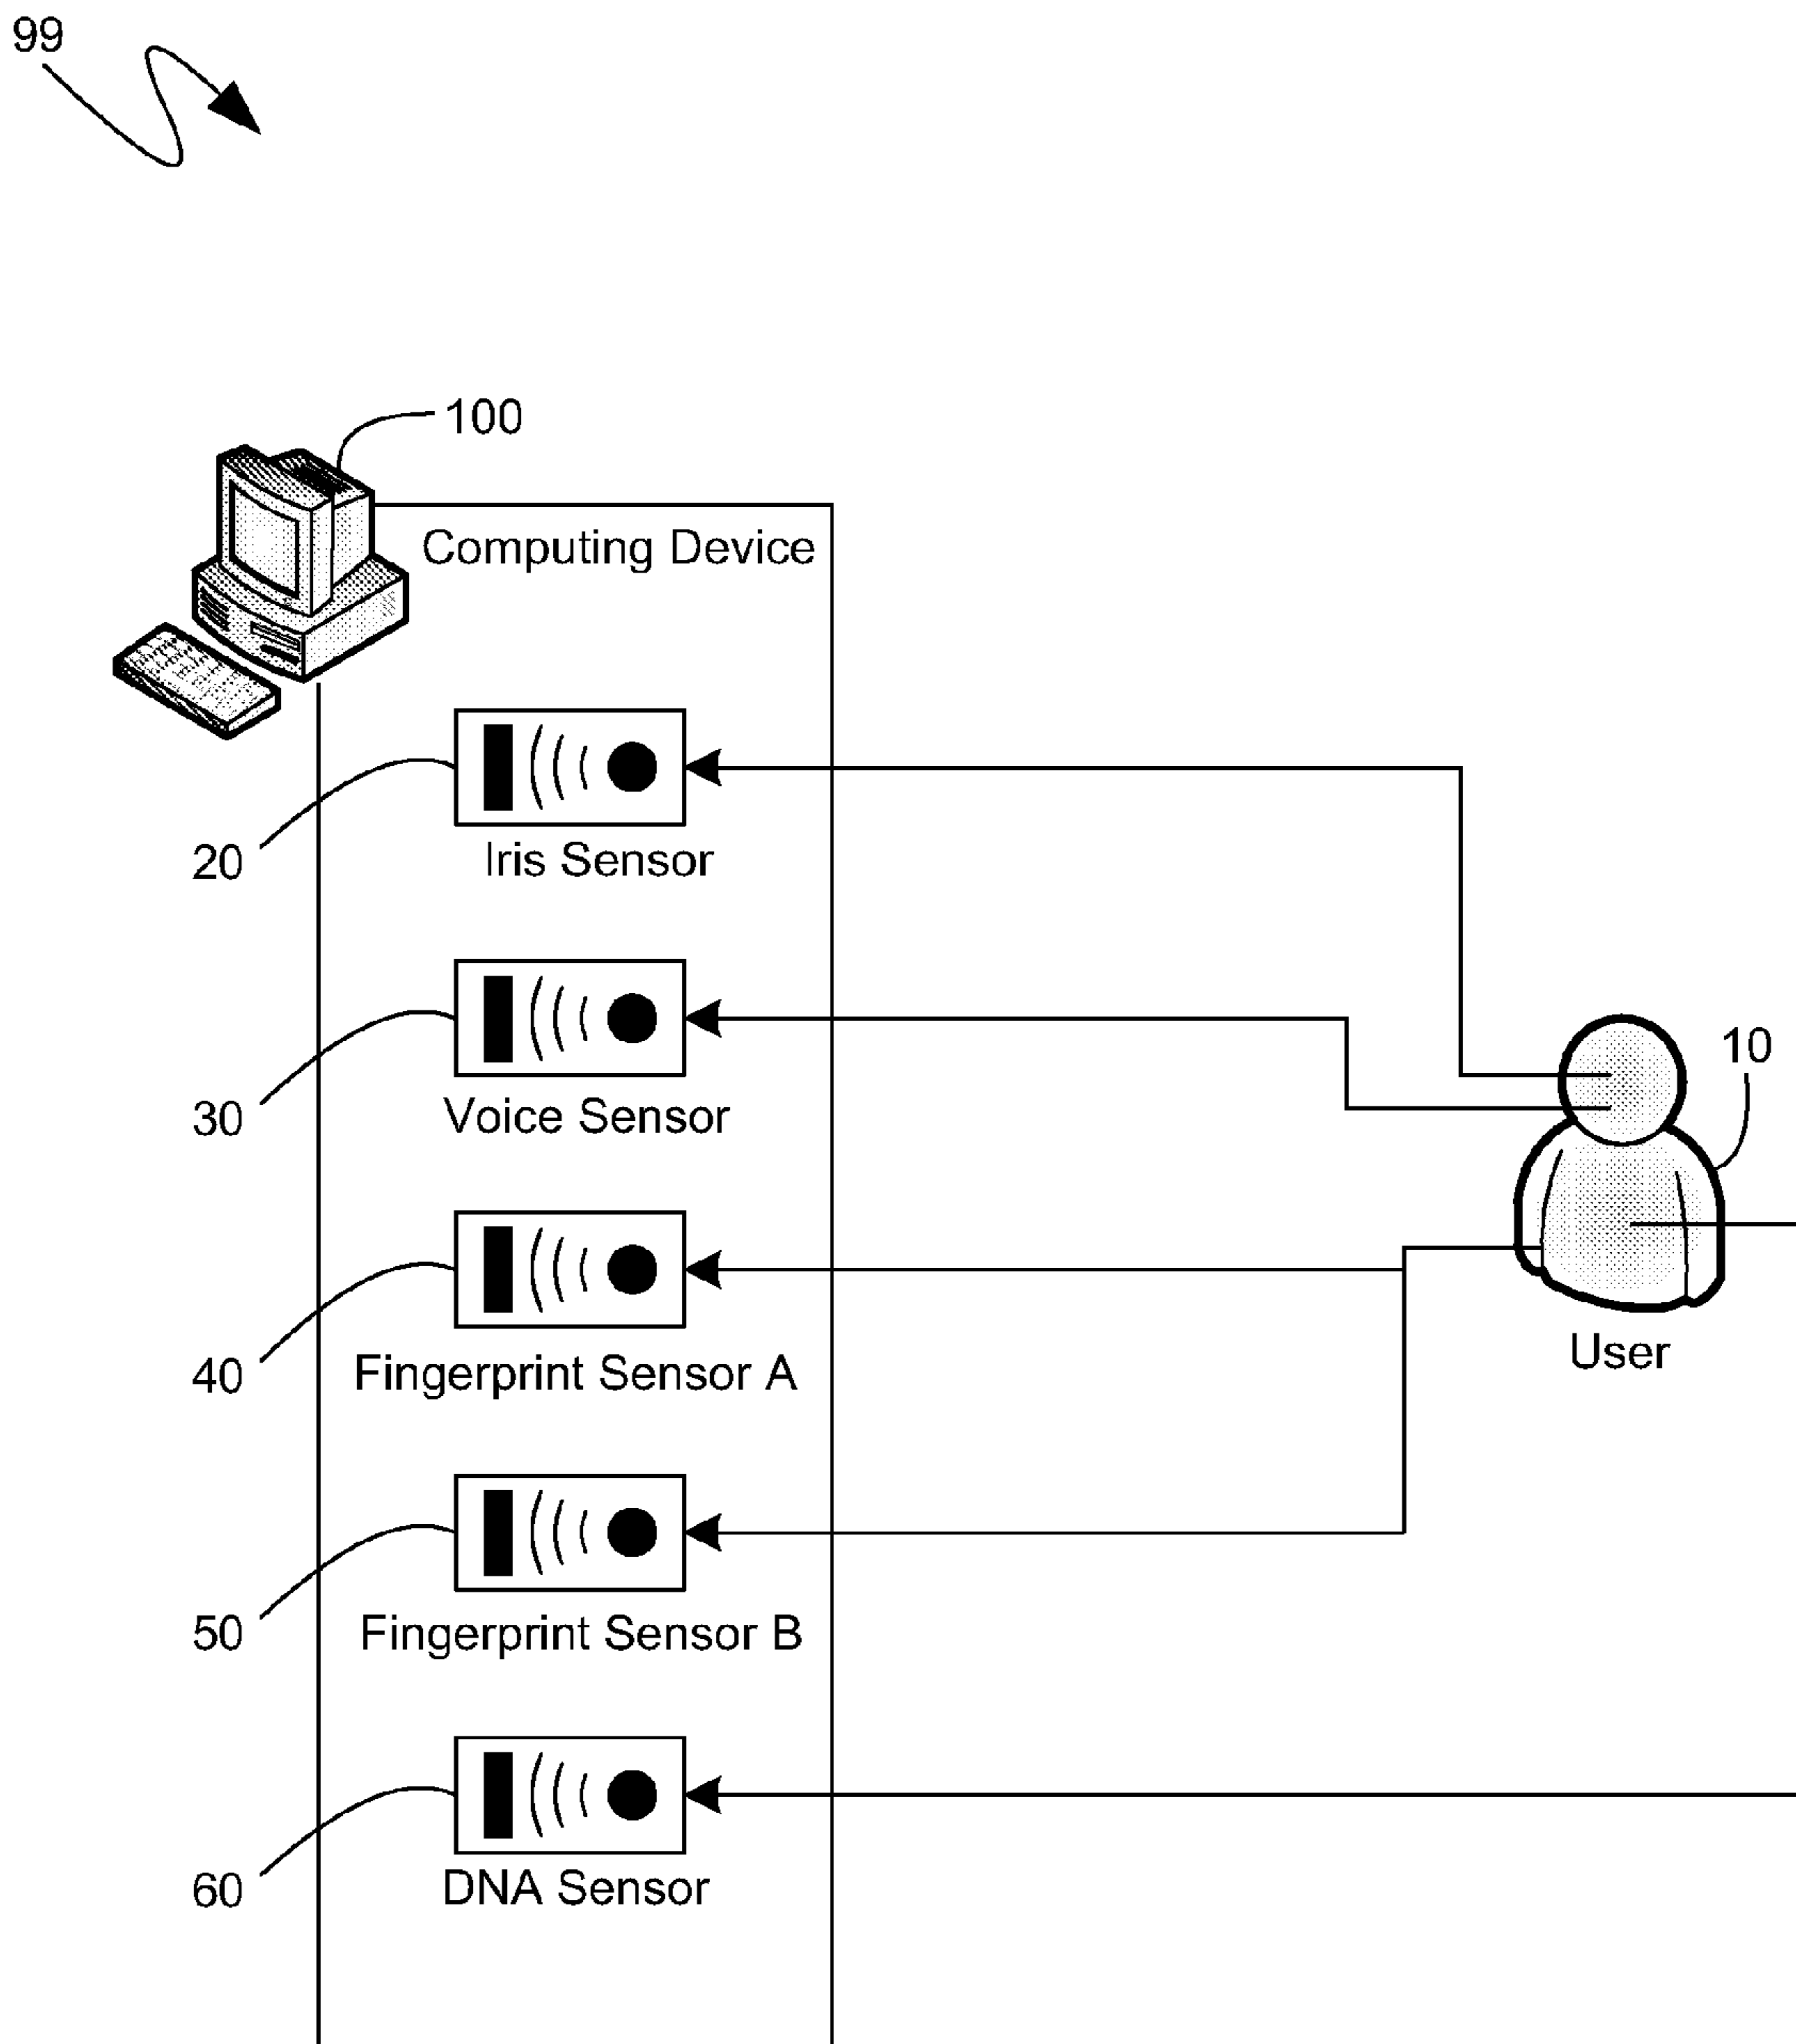 99
100
Computing Device
20
Iris Sensor
10
30
Voice Sensor
User
40
Fingerprint Sensor A
50
Fingerprint Sensor B
60
DNA Sensor